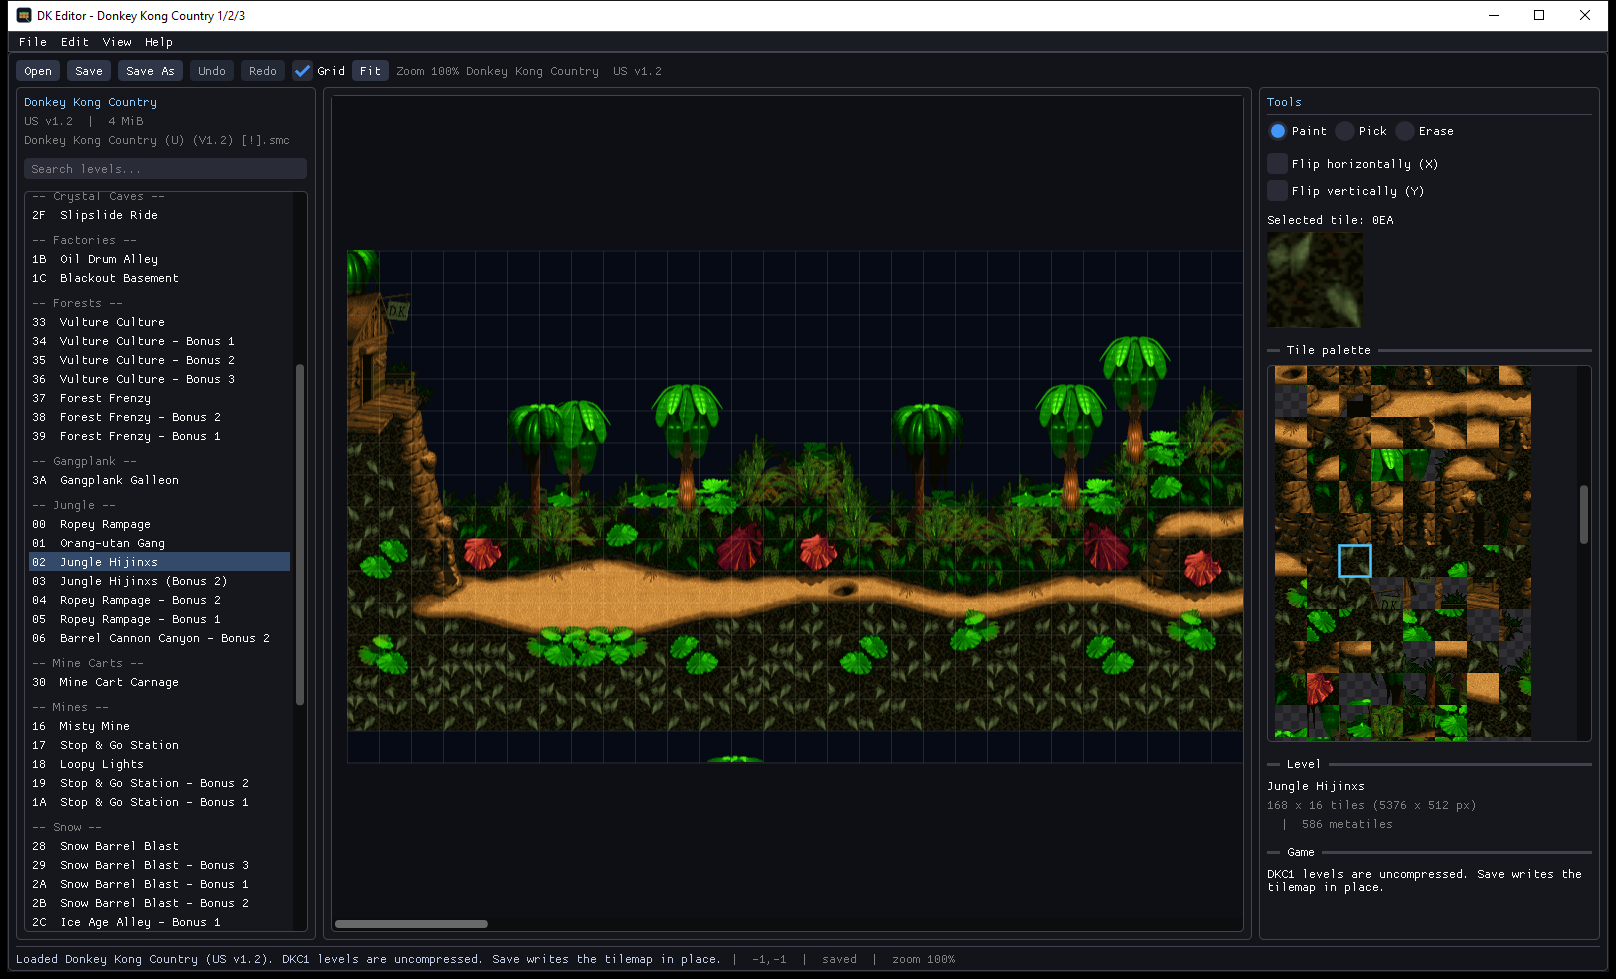 DK Editor - Donkey Kong Country 1/2/3
File Edit View Help
Open Save Save As Undo Redo Grid Fit Zoom 100% Donkey Kong Country US v1.2
Donkey Kong Country
US v1.2 | 4 MiB
Donkey Kong Country (U) (V1.2) [!].smc
Search levels...
-- Crystal Caves --
2F Slipslide Ride
-- Factories --
1B Oil Drum Alley
1C Blackout Basement
-- Forests --
33 Vulture Culture
34 Vulture Culture - Bonus 1
35 Vulture Culture - Bonus 2
36 Vulture Culture - Bonus 3
37 Forest Frenzy
38 Forest Frenzy - Bonus 2
39 Forest Frenzy - Bonus 1
-- Gangplank --
3A Gangplank Galleon
-- Jungle --
00 Ropey Rampage
01 Orang-utan Gang
02 Jungle Hijinxs
03 Jungle Hijinxs (Bonus 2)
04 Ropey Rampage - Bonus 2
05 Ropey Rampage - Bonus 1
06 Barrel Cannon Canyon - Bonus 2
-- Mine Carts --
30 Mine Cart Carnage
-- Mines --
16 Misty Mine
17 Stop & Go Station
18 Loopy Lights
19 Stop & Go Station - Bonus 2
1A Stop & Go Station - Bonus 1
-- Snow --
28 Snow Barrel Blast
29 Snow Barrel Blast - Bonus 3
2A Snow Barrel Blast - Bonus 1
2B Snow Barrel Blast - Bonus 2
2C Ice Age Alley - Bonus 1
DK
Tools
Paint Pick Erase
Flip horizontally (X)
Flip vertically (Y)
Selected tile: 0EA
Tile palette
DK
Level
Jungle Hijinxs
168 x 16 tiles (5376 x 512 px)
| 586 metatiles
Game
DKC1 levels are uncompressed. Save writes the
tilemap in place.
Loaded Donkey Kong Country (US v1.2). DKC1 levels are uncompressed. Save writes the tilemap in place. | -1,-1 | saved | zoom 100%